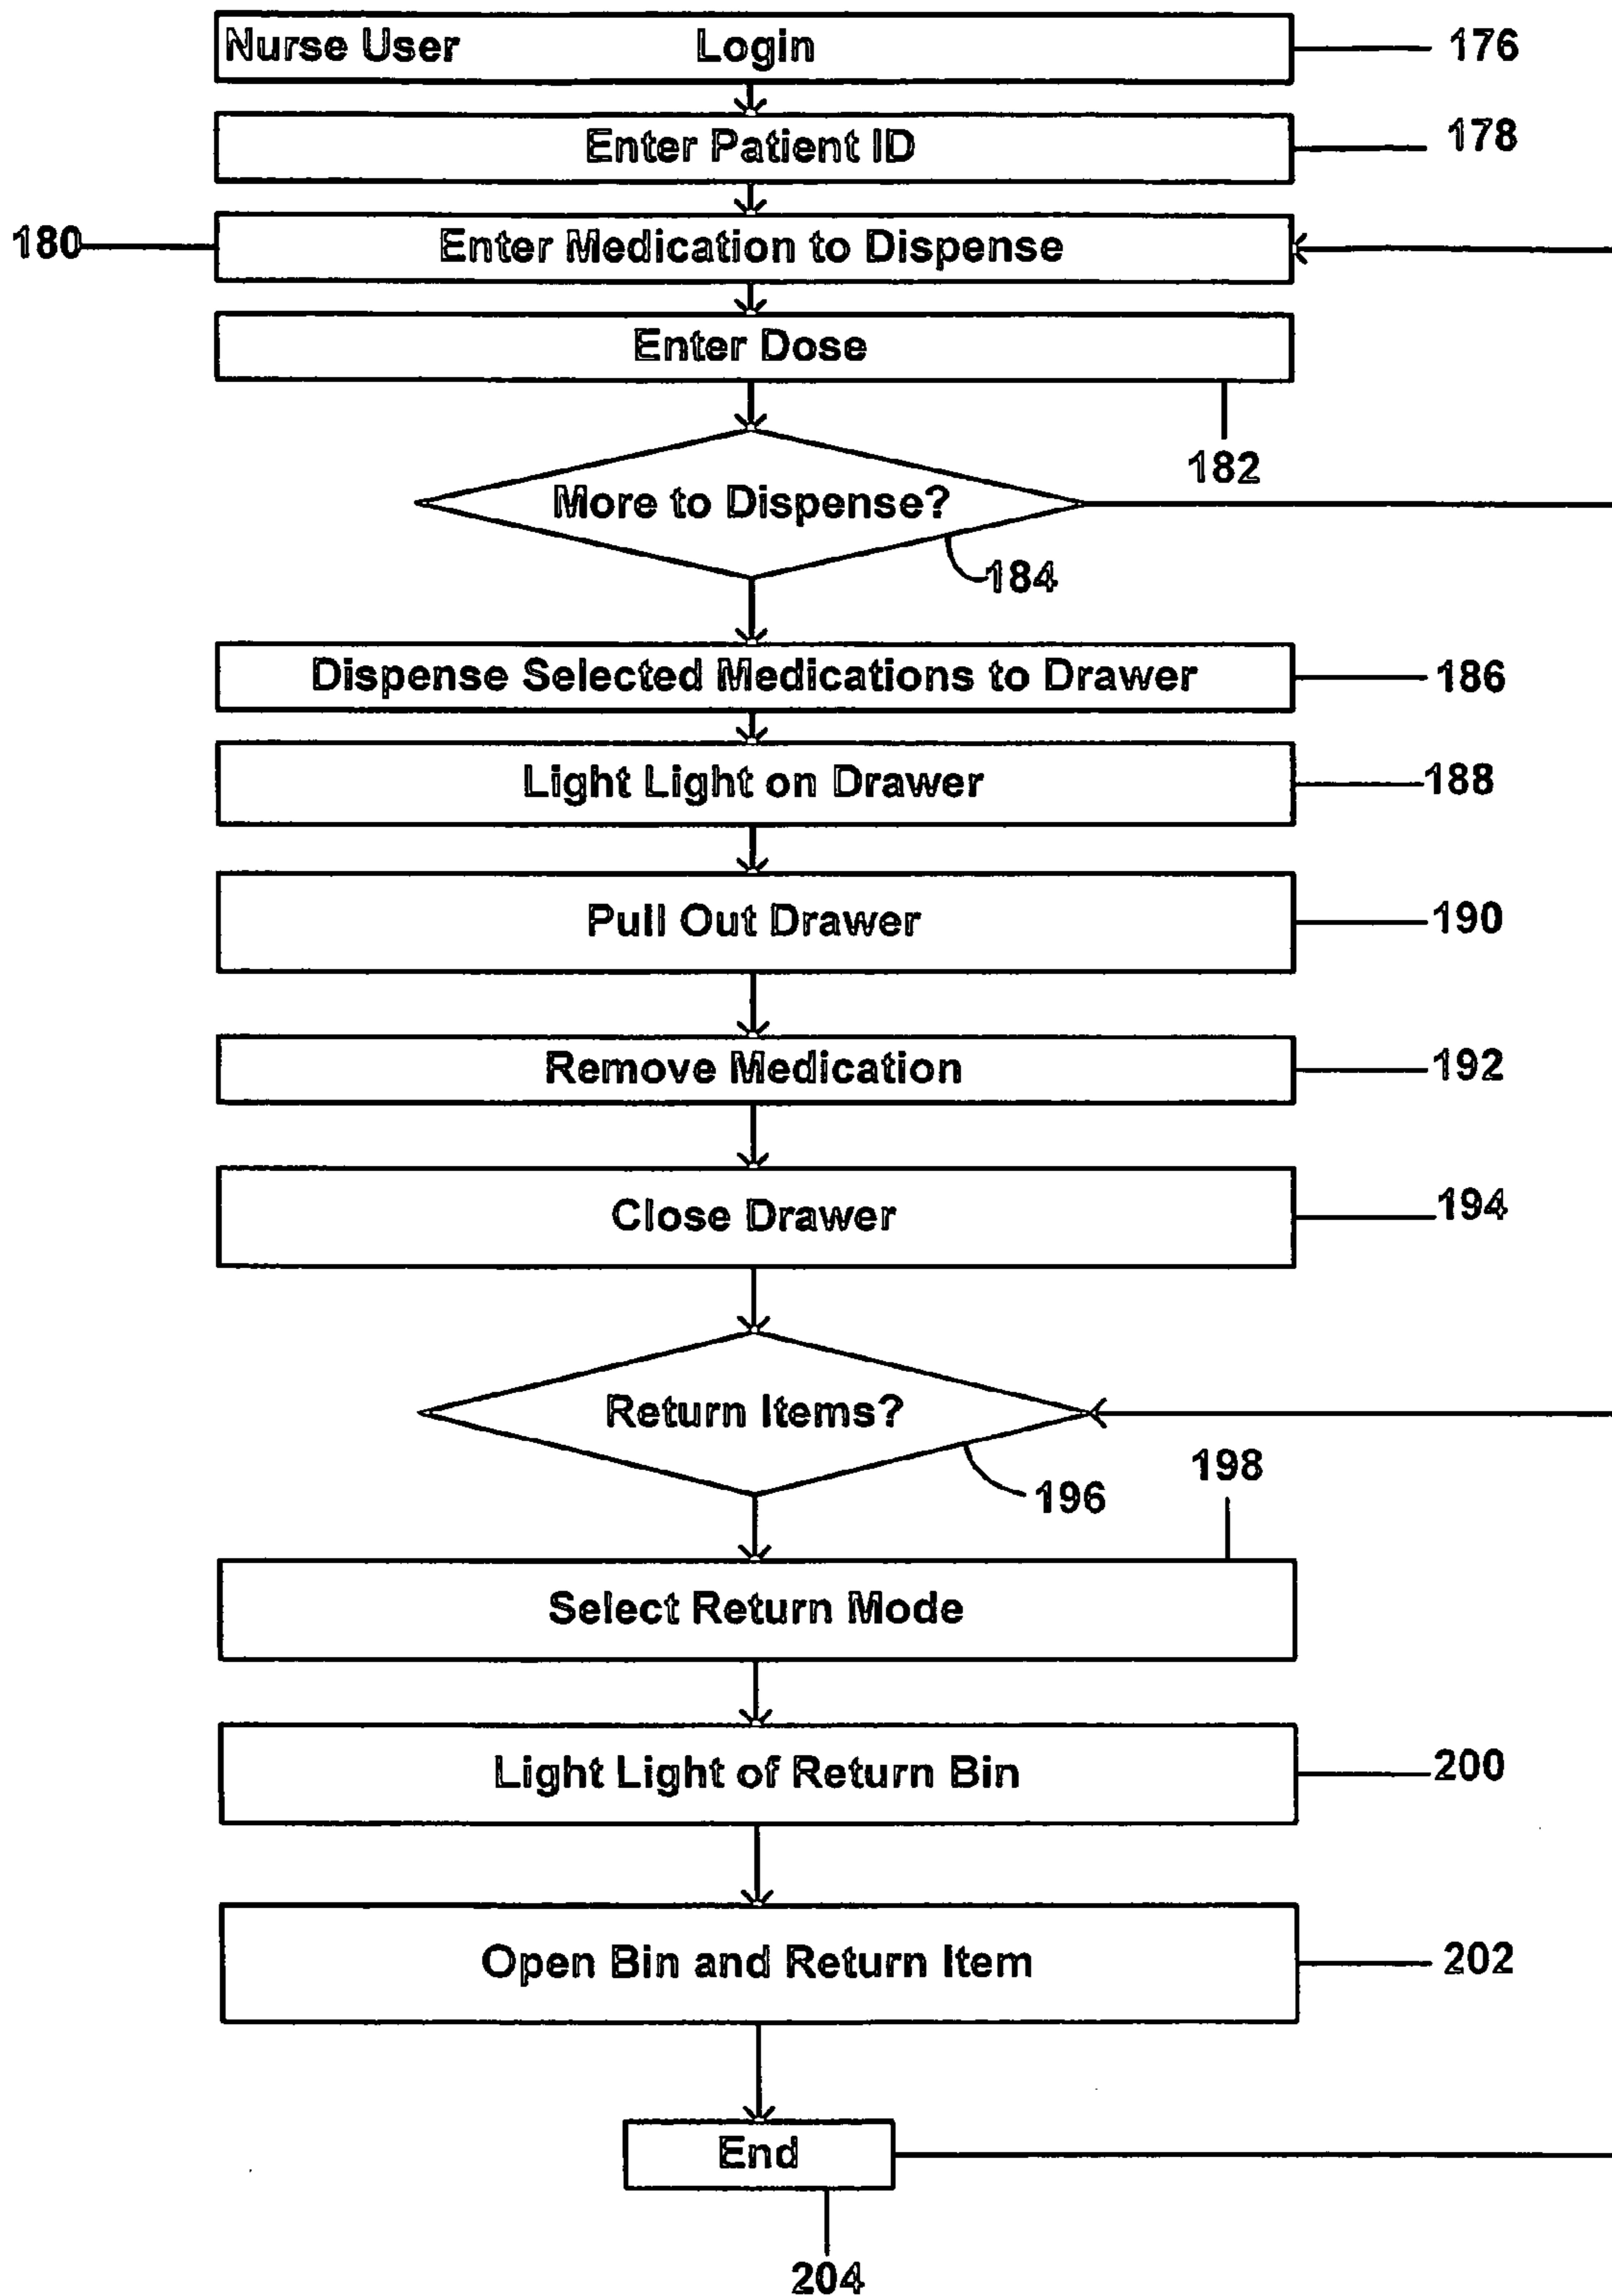 Nurse User Login 176
Enter Patient ID 178
180 Enter Medication to Dispense
Enter Dose
182
More to Dispense?
184
Dispense Selected Medications to Drawer 186
Light Light on Drawer 188
Pull Out Drawer 190
Remove Medication 192
Close Drawer 194
Return Items?
198
196
Select Return Mode
Light Light of Return Bin 200
Open Bin and Return Item 202
End
204